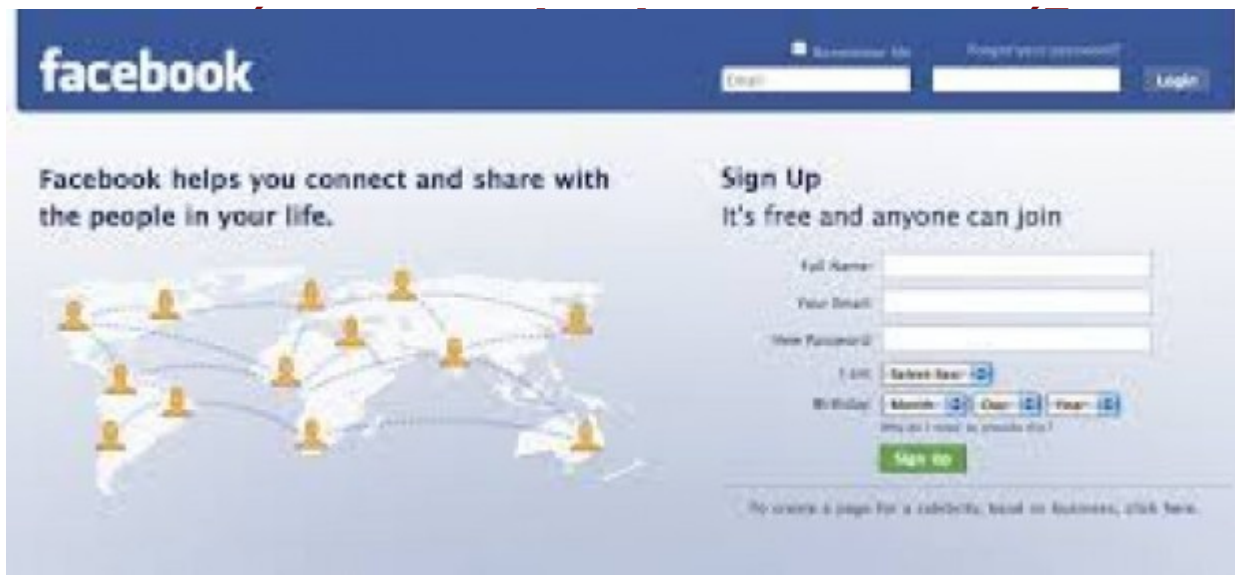 facebook
Remember Me
Forgot your password?
Email
Login
Facebook helps you connect and share with
the people in your life.
Sign Up
It's free and anyone can join
Full Name:
Your Email:
New Password:
I am:
Select Sex:
Birthday:
Month: Day: Year:
Why do I need to provide this?
Sign Up
To create a page for a celebrity, band or business, click here.